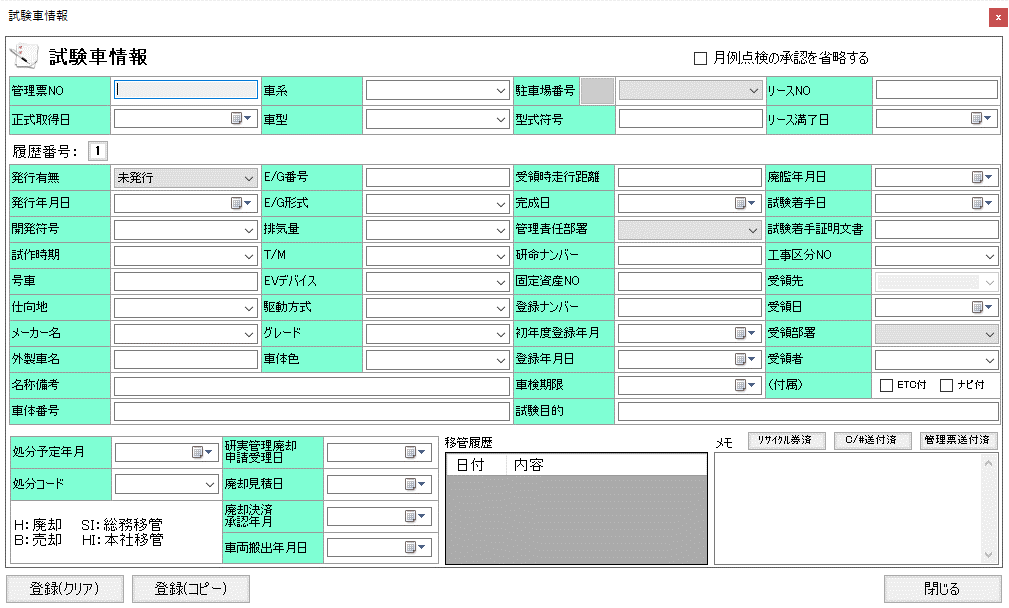 試験車情報
x
試験車情報
月例点検の承認を省略する
管理票NO 車系 駐車場番号 リースNO
正式取得日 車型 型式符号 リース満了日
履歴番号: 1
発行有無 未発行 E/G番号 受領時走行距離 廃艦年月日
発行年月日 E/G形式 完成日 試験着手日
開発符号 排気量 管理責任部署 試験着手証明文書
試作時期 T/M 研命ナンバー 工事区分NO
号車 EVデバイス 固定資産NO 受領先
仕向地 駆動方式 登録ナンバー 受領日
メーカー名 グレード 初年度登録年月 受領部署
外製車名 車体色 登録年月日 受領者
名称備考 車検期限 (付属) ETC付 ナビ付
車体番号 試験目的
処分予定年月 研実管理廃却
申請受理日
処分コード 廃却見積日
H:廃却 SI:総務移管
B:売却 HI:本社移管
廃却決済
承認年月
車両搬出年月日
移管履歴
日付 内容
メモ リサイクル券済 C/#送付済 管理票送付済
登録(クリア) 登録(コピー) 閉じる